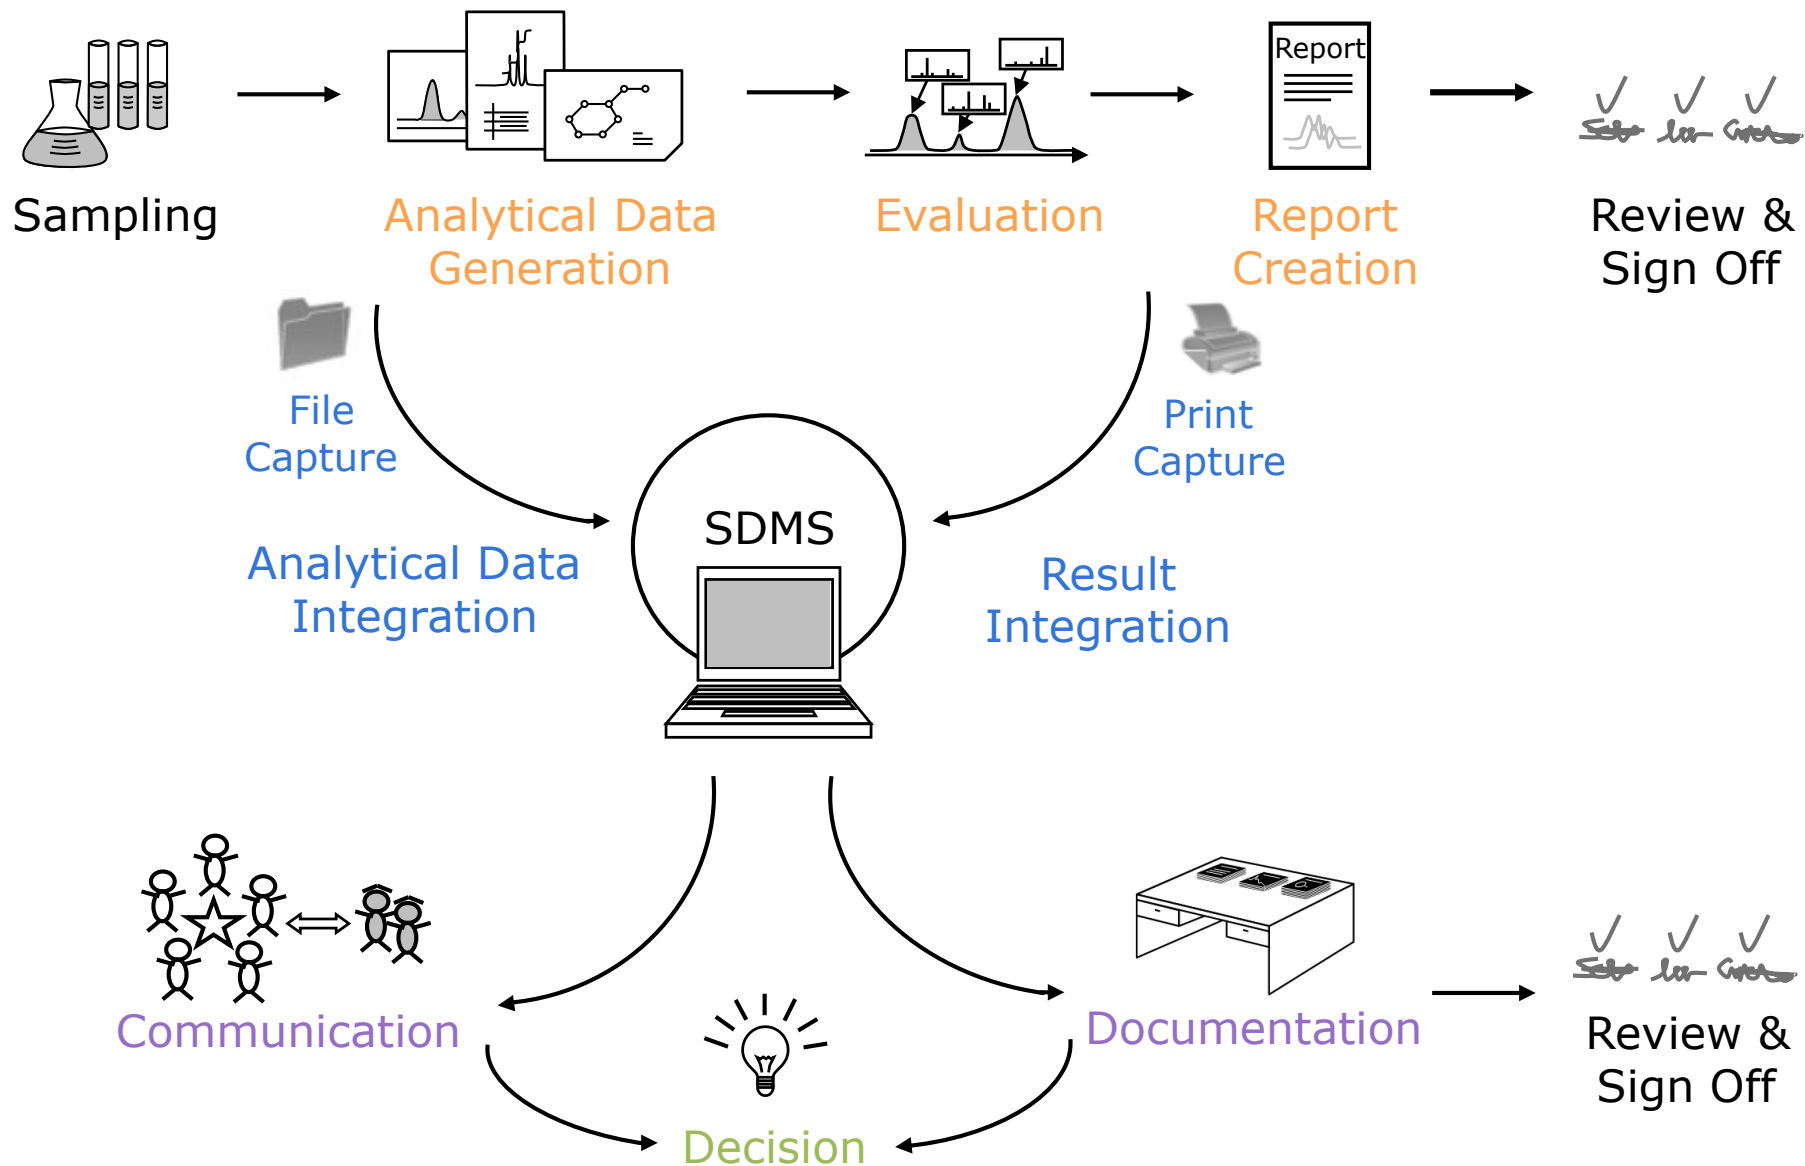 Report
Sampling
Analytical Data
Generation
Evaluation
Report
Creation
Review &
Sign Off
File
Capture
Print
Capture
SDMS
Analytical Data
Integration
Result
Integration
Communication
Documentation
Review &
Sign Off
Decision